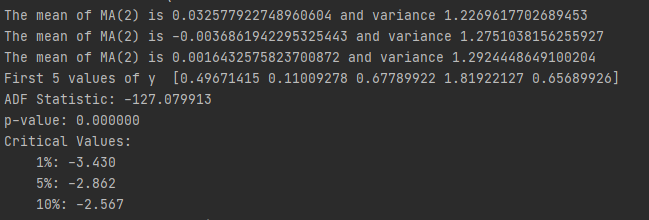 The mean of MA(2) is 0.032577922748960604 and variance 1.2269617702689453
The mean of MA(2) is -0.0036861942295325443 and variance 1.2751038156255927
The mean of MA(2) is 0.0016432575823700872 and variance 1.2924448649100204
First 5 values of y  [0.49671415 0.11009278 0.67789922 1.81922127 0.65689926]
ADF Statistic: -127.079913
p-value: 0.000000
Critical Values:
1%: -3.430
5%: -2.862
10%: -2.567